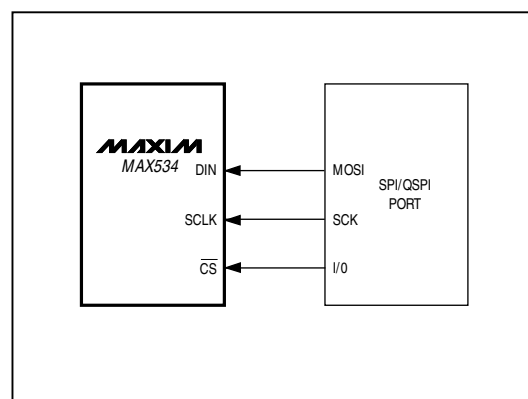 MAXIM
MAX534
DIN
SCLK
CS
MOSI
SCK
I/0
SPI/QSPI
PORT